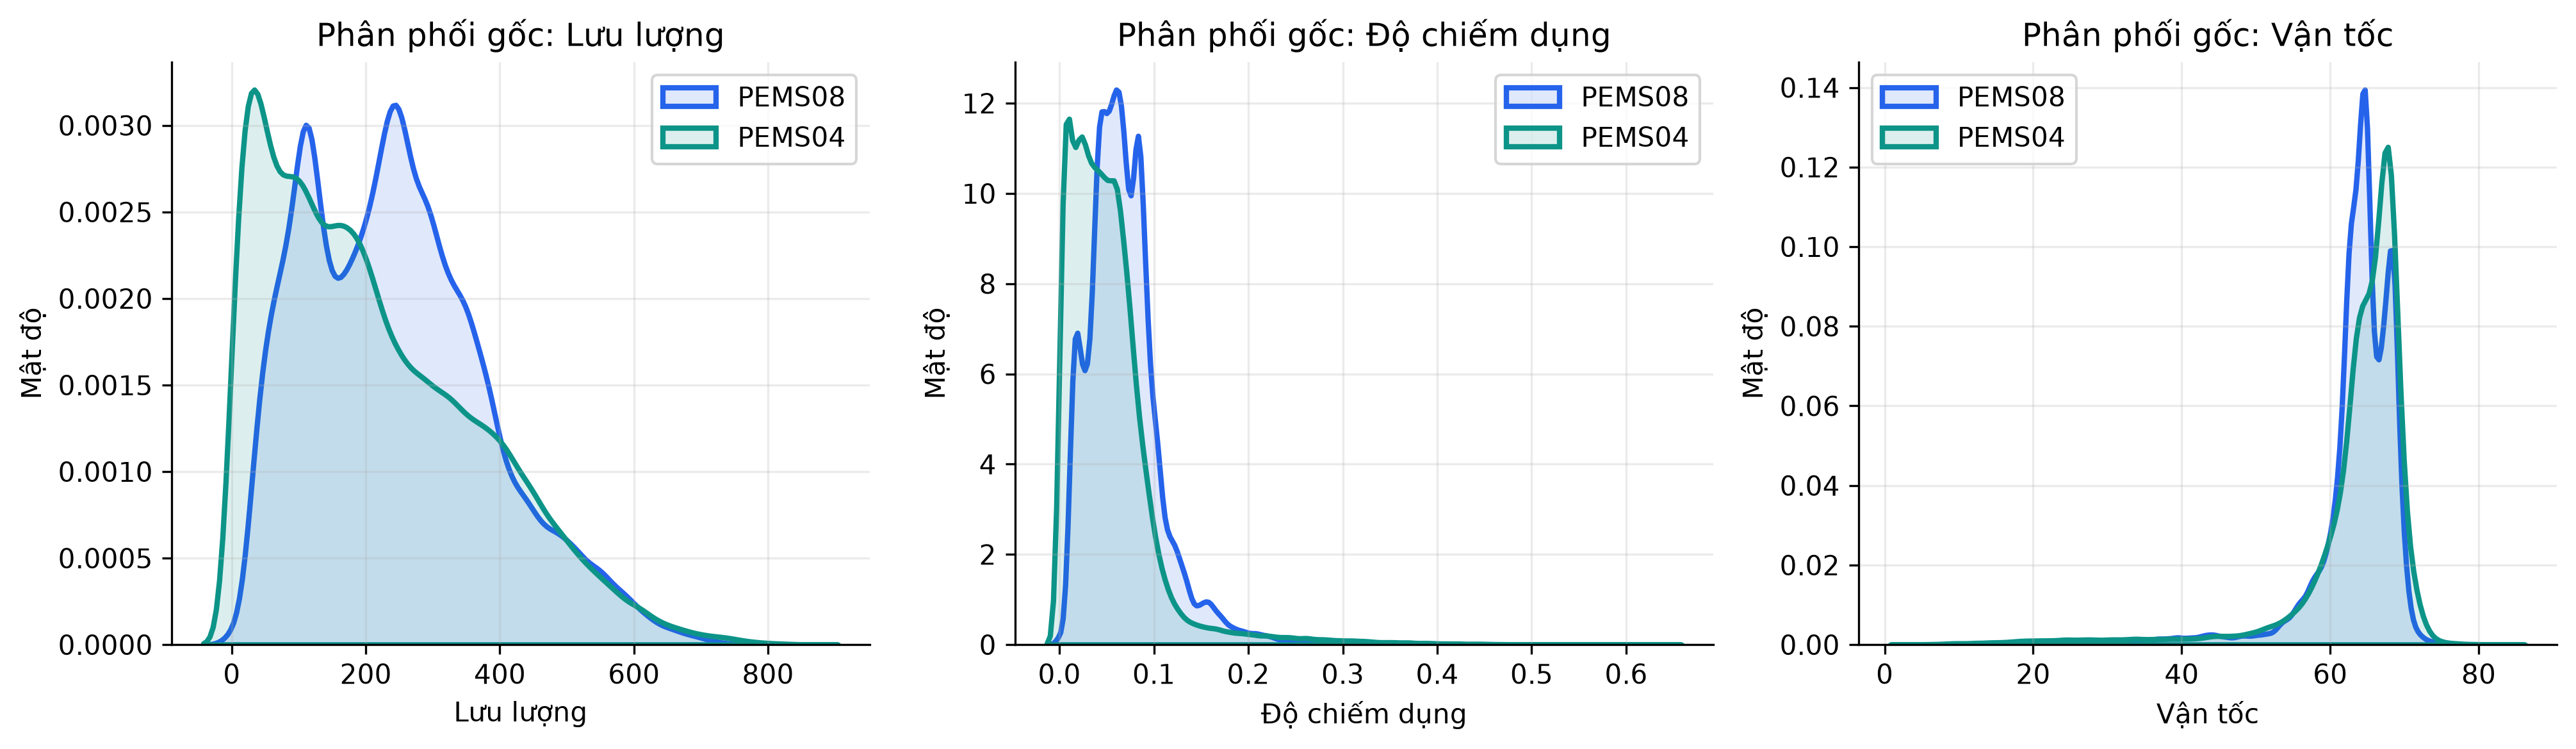 Phân phối gốc: Lưu lượng
0.0030
0.0025
0.0020
0.0015
0.0010
0.0005
0.0000
Mật độ
0 200 400 600 800
Lưu lượng
PEMS08
PEMS04
Phân phối gốc: Độ chiếm dụng
12
10
8
6
4
2
0
Mật độ
0.0 0.1 0.2 0.3 0.4 0.5 0.6
Độ chiếm dụng
PEMS08
PEMS04
Phân phối gốc: Vận tốc
0.14
0.12
0.10
0.08
0.06
0.04
0.02
0.00
Mật độ
0 20 40 60 80
Vận tốc
PEMS08
PEMS04